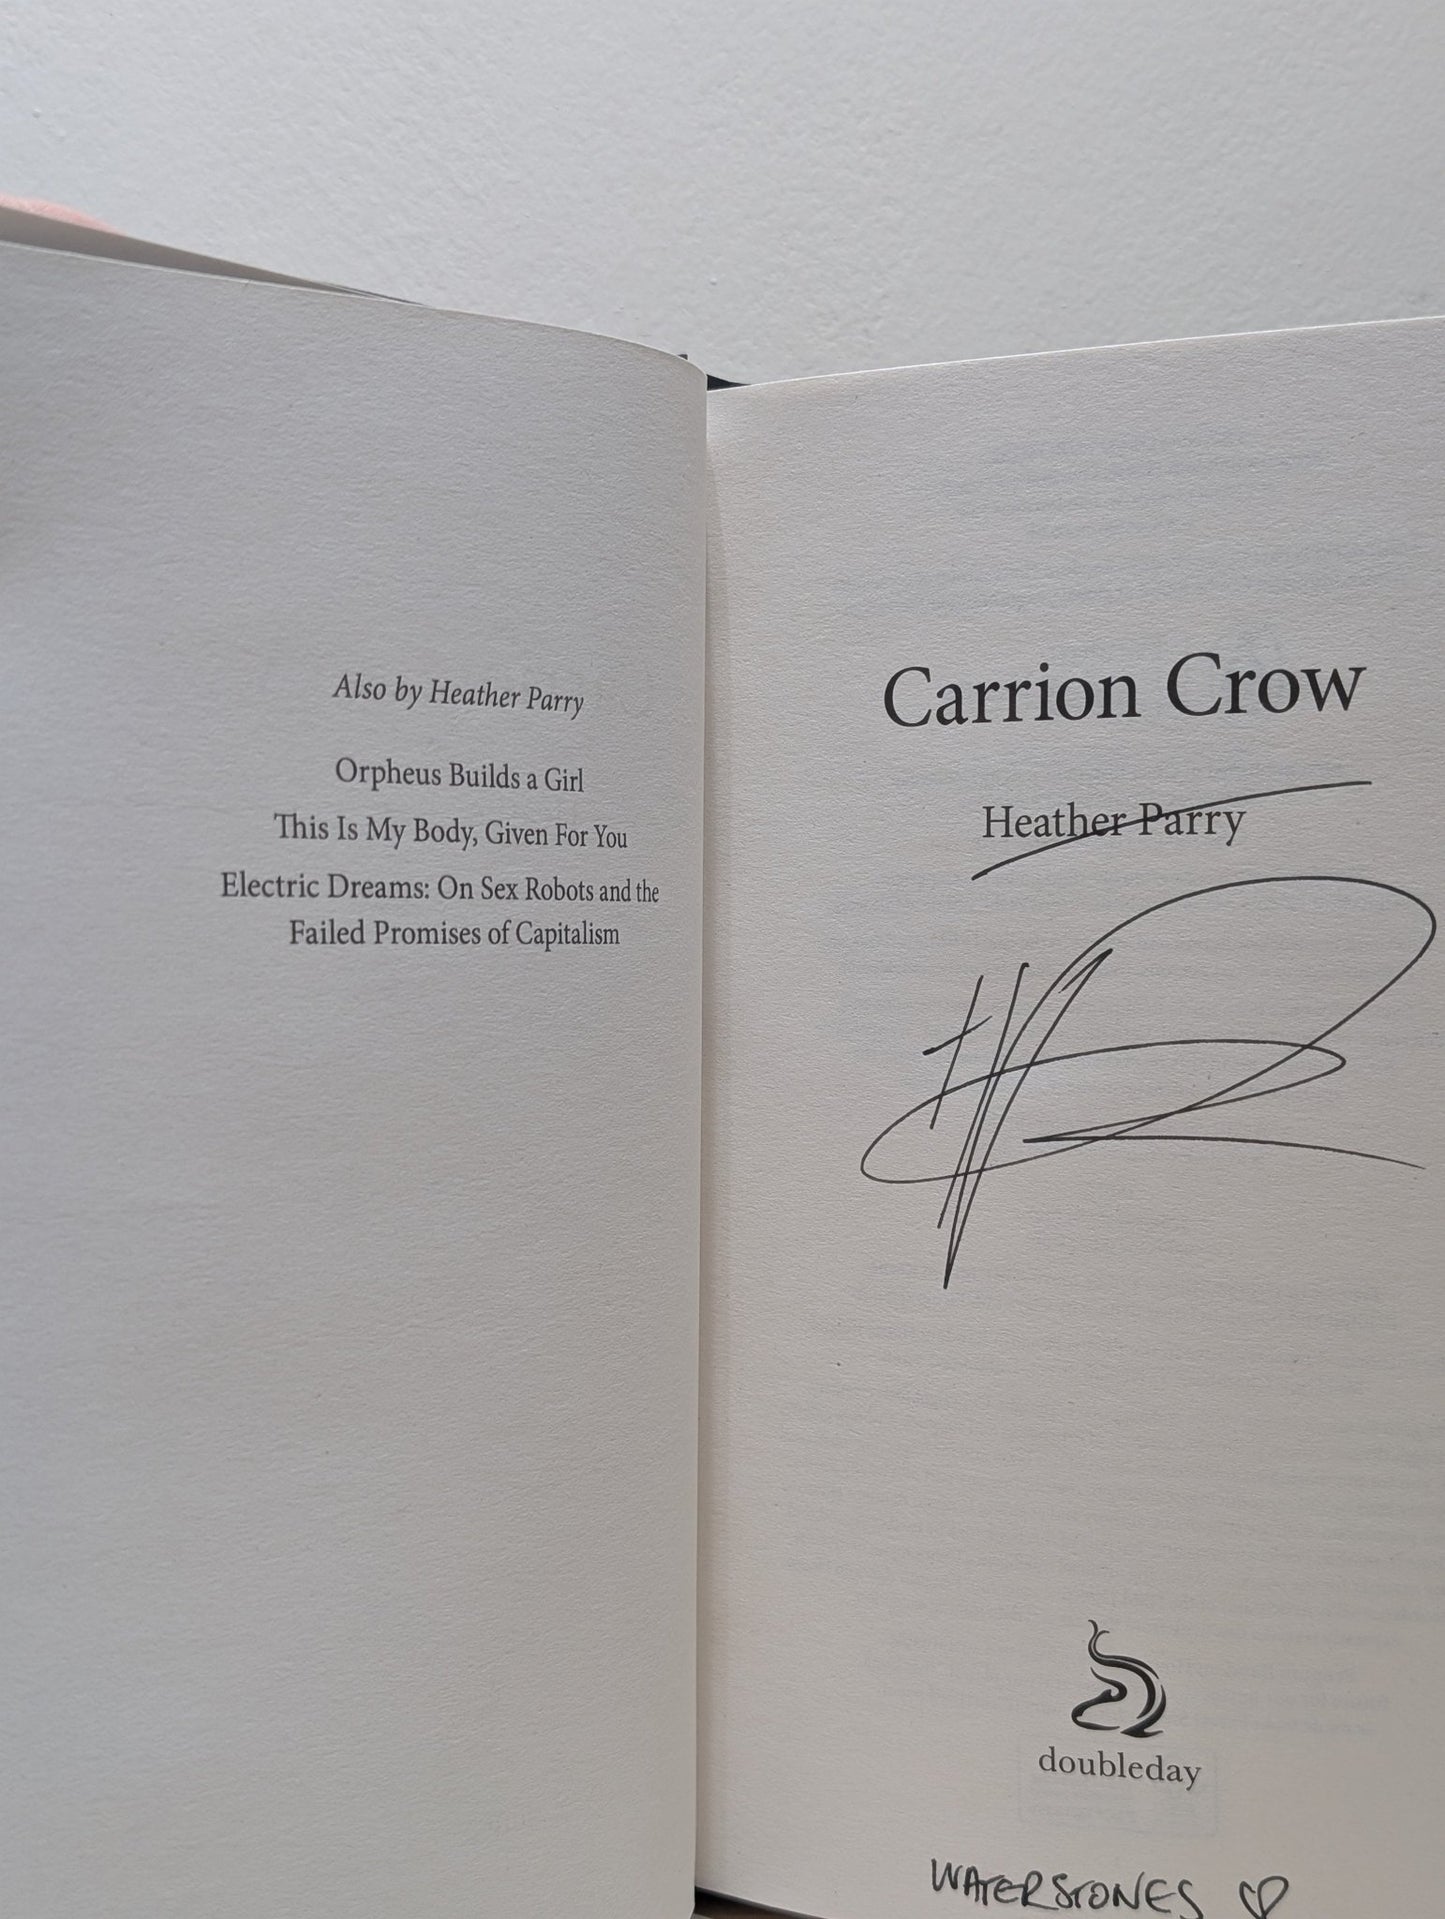 Also by Heather Parry
Orpheus Builds a Girl
This Is My Body, Given For You
Electric Dreams: On Sex Robots and the
Failed Promises of Capitalism
Carrion Crow
Heather Parry
doubleday
WATERSTONES